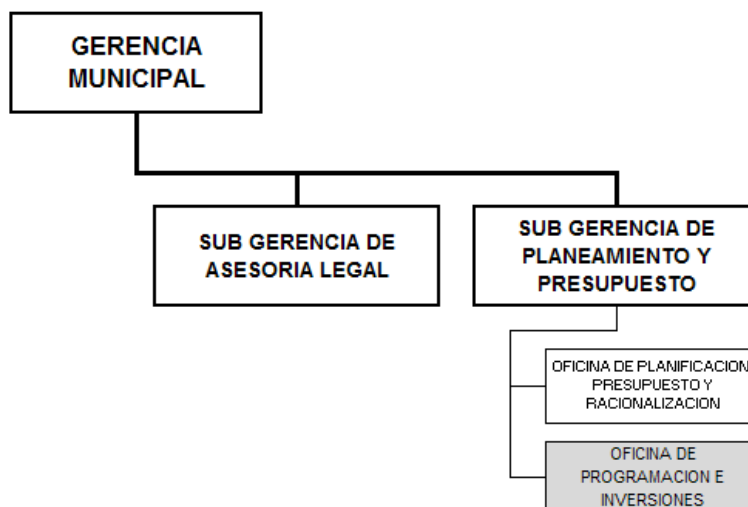 GERENCIA
MUNICIPAL
SUB GERENCIA DE
ASESORIA LEGAL
SUB GERENCIA DE
PLANEAMIENTO Y
PRESUPUESTO
OFICINA DE PLANIFICACION
PRESUPUESTO Y
RACIONALIZACION
OFICINA DE
PROGRAMACION E
INVERSIONES